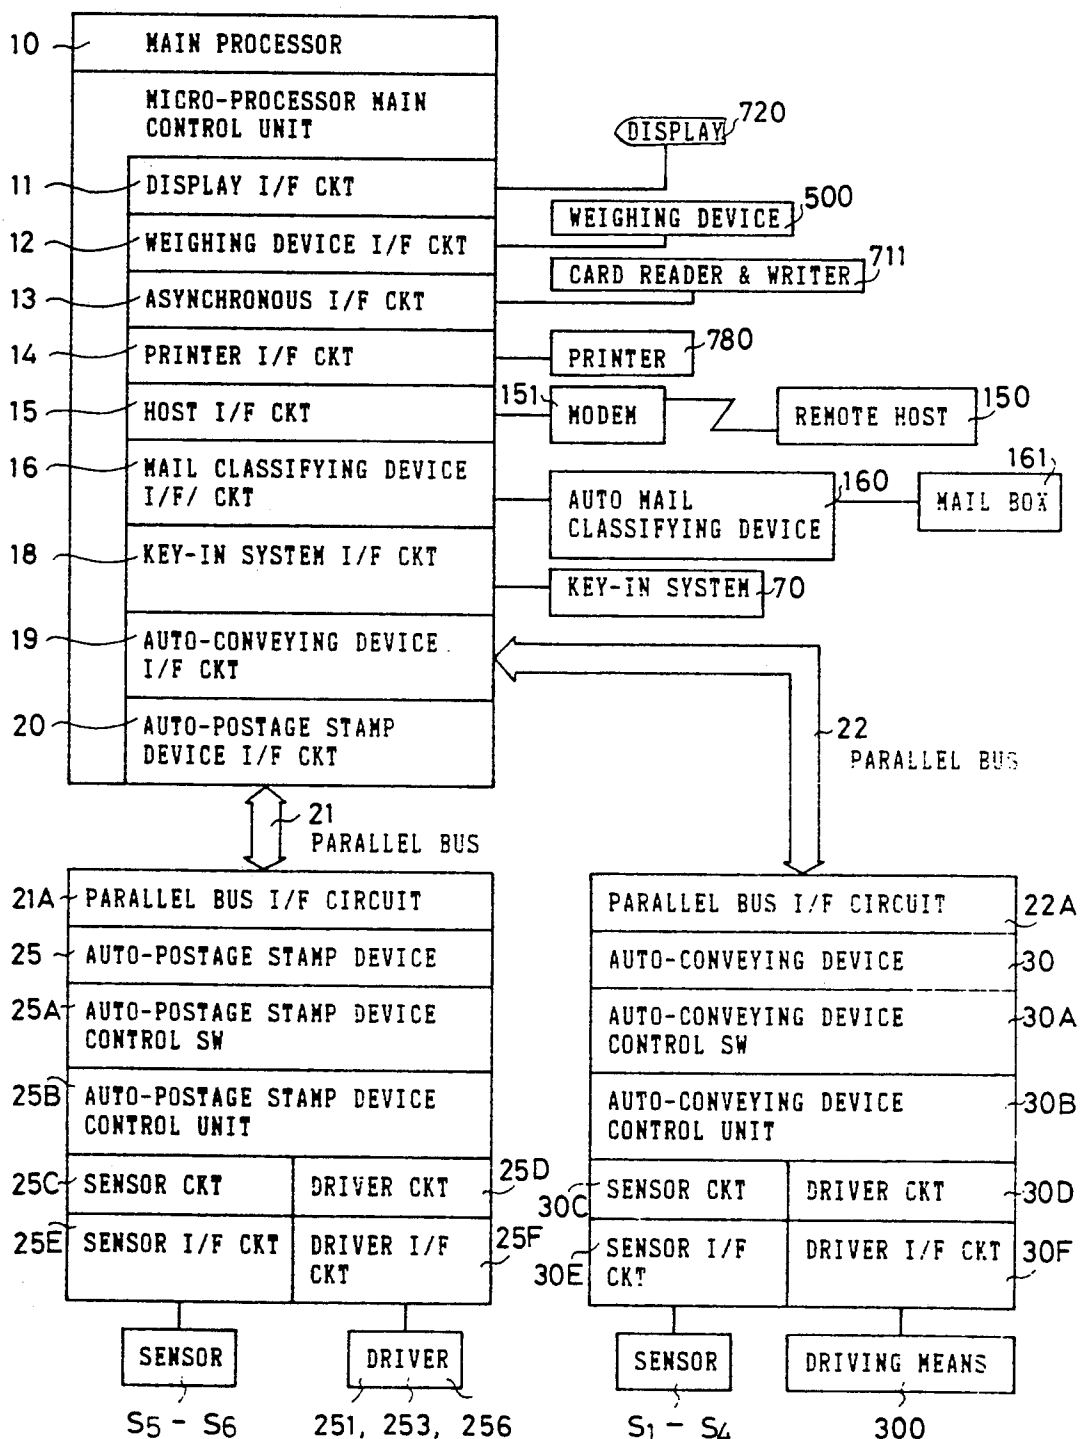 10 MAIN PROCESSOR
MICRO-PROCESSOR MAIN
CONTROL UNIT
DISPLAY 720
11 DISPLAY I/F CKT
WEIGHING DEVICE 500
12 WEIGHING DEVICE I/F CKT
CARD READER & WRITER 711
13 ASYNCHRONOUS I/F CKT
14 PRINTER I/F CKT
PRINTER 780
15 HOST I/F CKT
151 MODEM
REMOTE HOST 150
16 MAIL CLASSIFYING DEVICE
I/F/ CKT
AUTO MAIL
CLASSIFYING DEVICE
160
161
MAIL BOX
18 KEY-IN SYSTEM I/F CKT
KEY-IN SYSTEM 70
19 AUTO-CONVEYING DEVICE
I/F CKT
20 AUTO-POSTAGE STAMP
DEVICE I/F CKT
22
PARALLEL BUS
21
PARALLEL BUS
21A PARALLEL BUS I/F CIRCUIT
25 AUTO-POSTAGE STAMP DEVICE
25A AUTO-POSTAGE STAMP DEVICE
CONTROL SW
25B AUTO-POSTAGE STAMP DEVICE
CONTROL UNIT
25C SENSOR CKT
DRIVER CKT 25D
25E SENSOR I/F CKT
DRIVER I/F
CKT
25F
SENSOR
S5 - S6
DRIVER
251, 253, 256
PARALLEL BUS I/F CIRCUIT 22A
AUTO-CONVEYING DEVICE 30
AUTO-CONVEYING DEVICE
CONTROL SW
30A
AUTO-CONVEYING DEVICE
CONTROL UNIT
30B
30C SENSOR CKT
DRIVER CKT 30D
30E SENSOR I/F
CKT
DRIVER I/F CKT 30F
SENSOR
S1 - S4
DRIVING MEANS
300